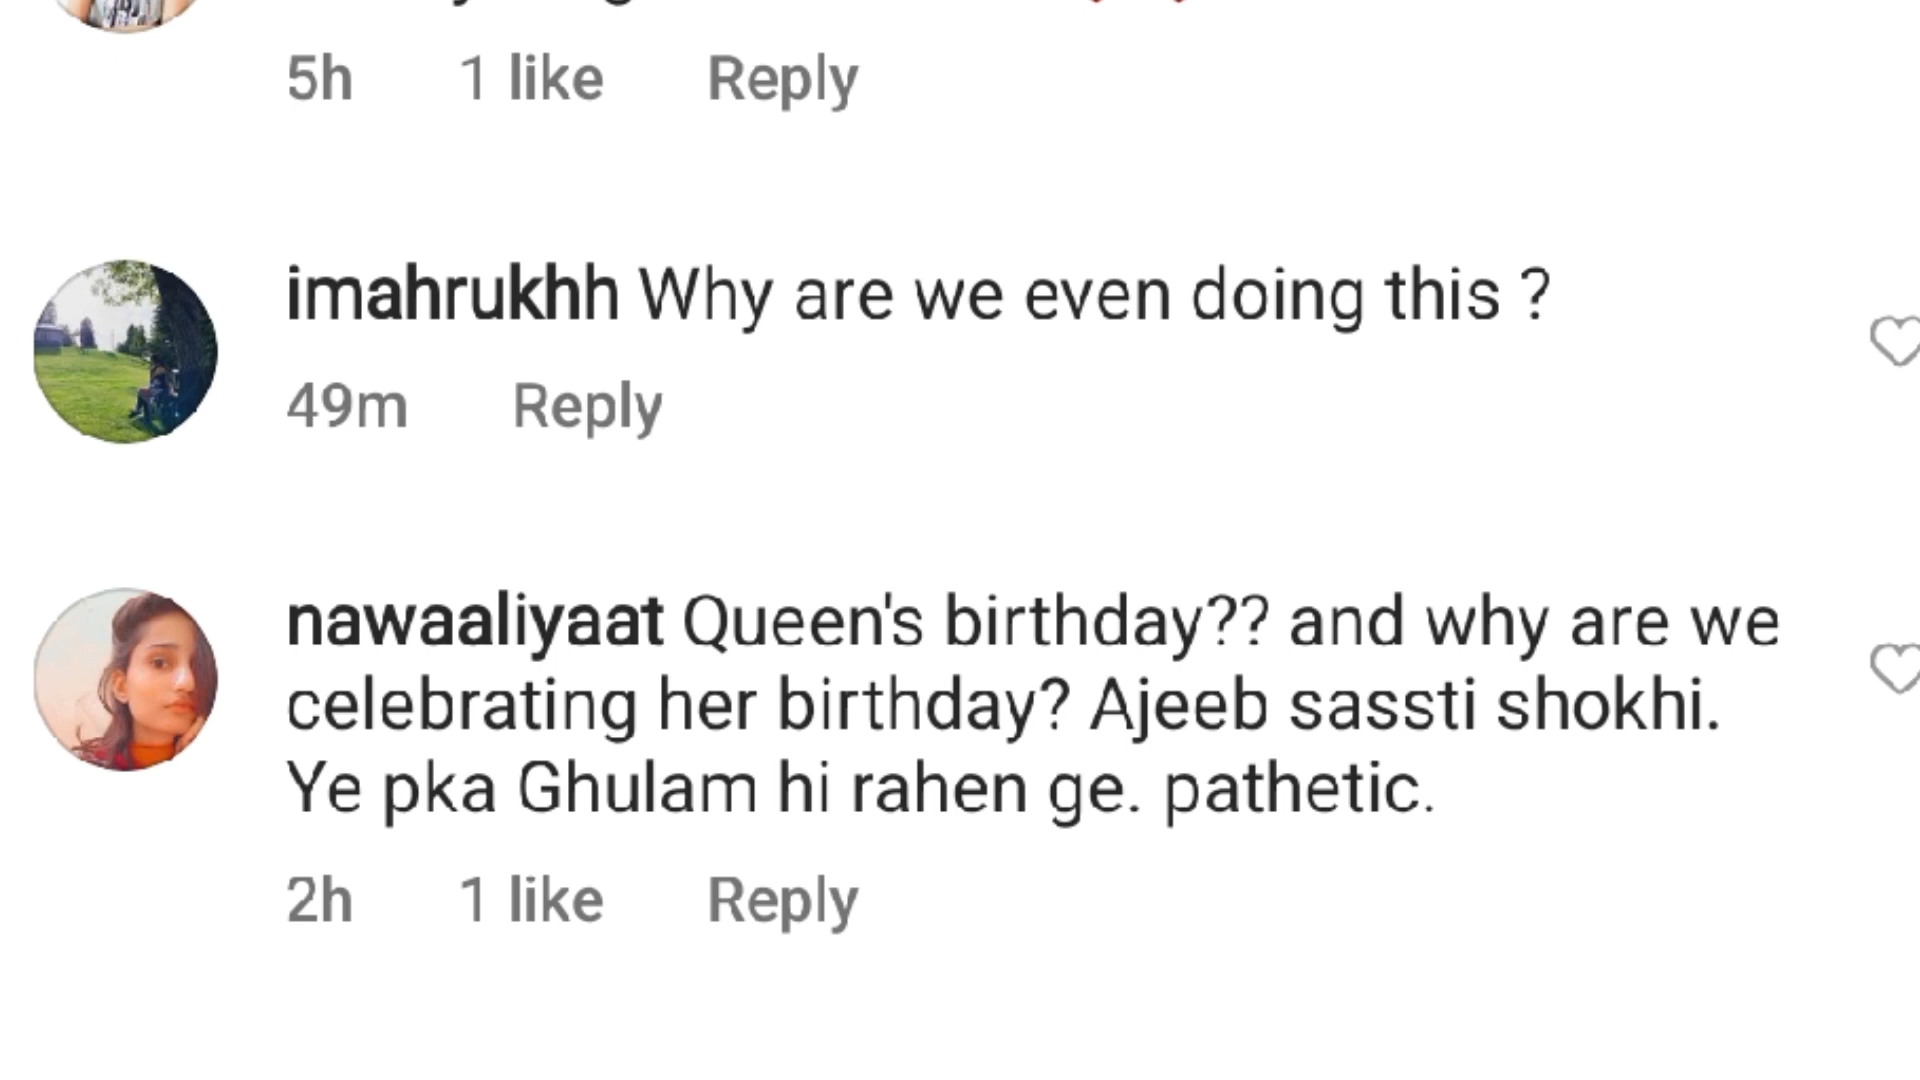 5h 1 like Reply
imahrukhh Why are we even doing this ?
49m Reply
nawaaliyaat Queen's birthday?? and why are we
celebrating her birthday? Ajeeb sassti shokhi.
Ye pka Ghulam hi rahen ge. pathetic.
2h 1 like Reply